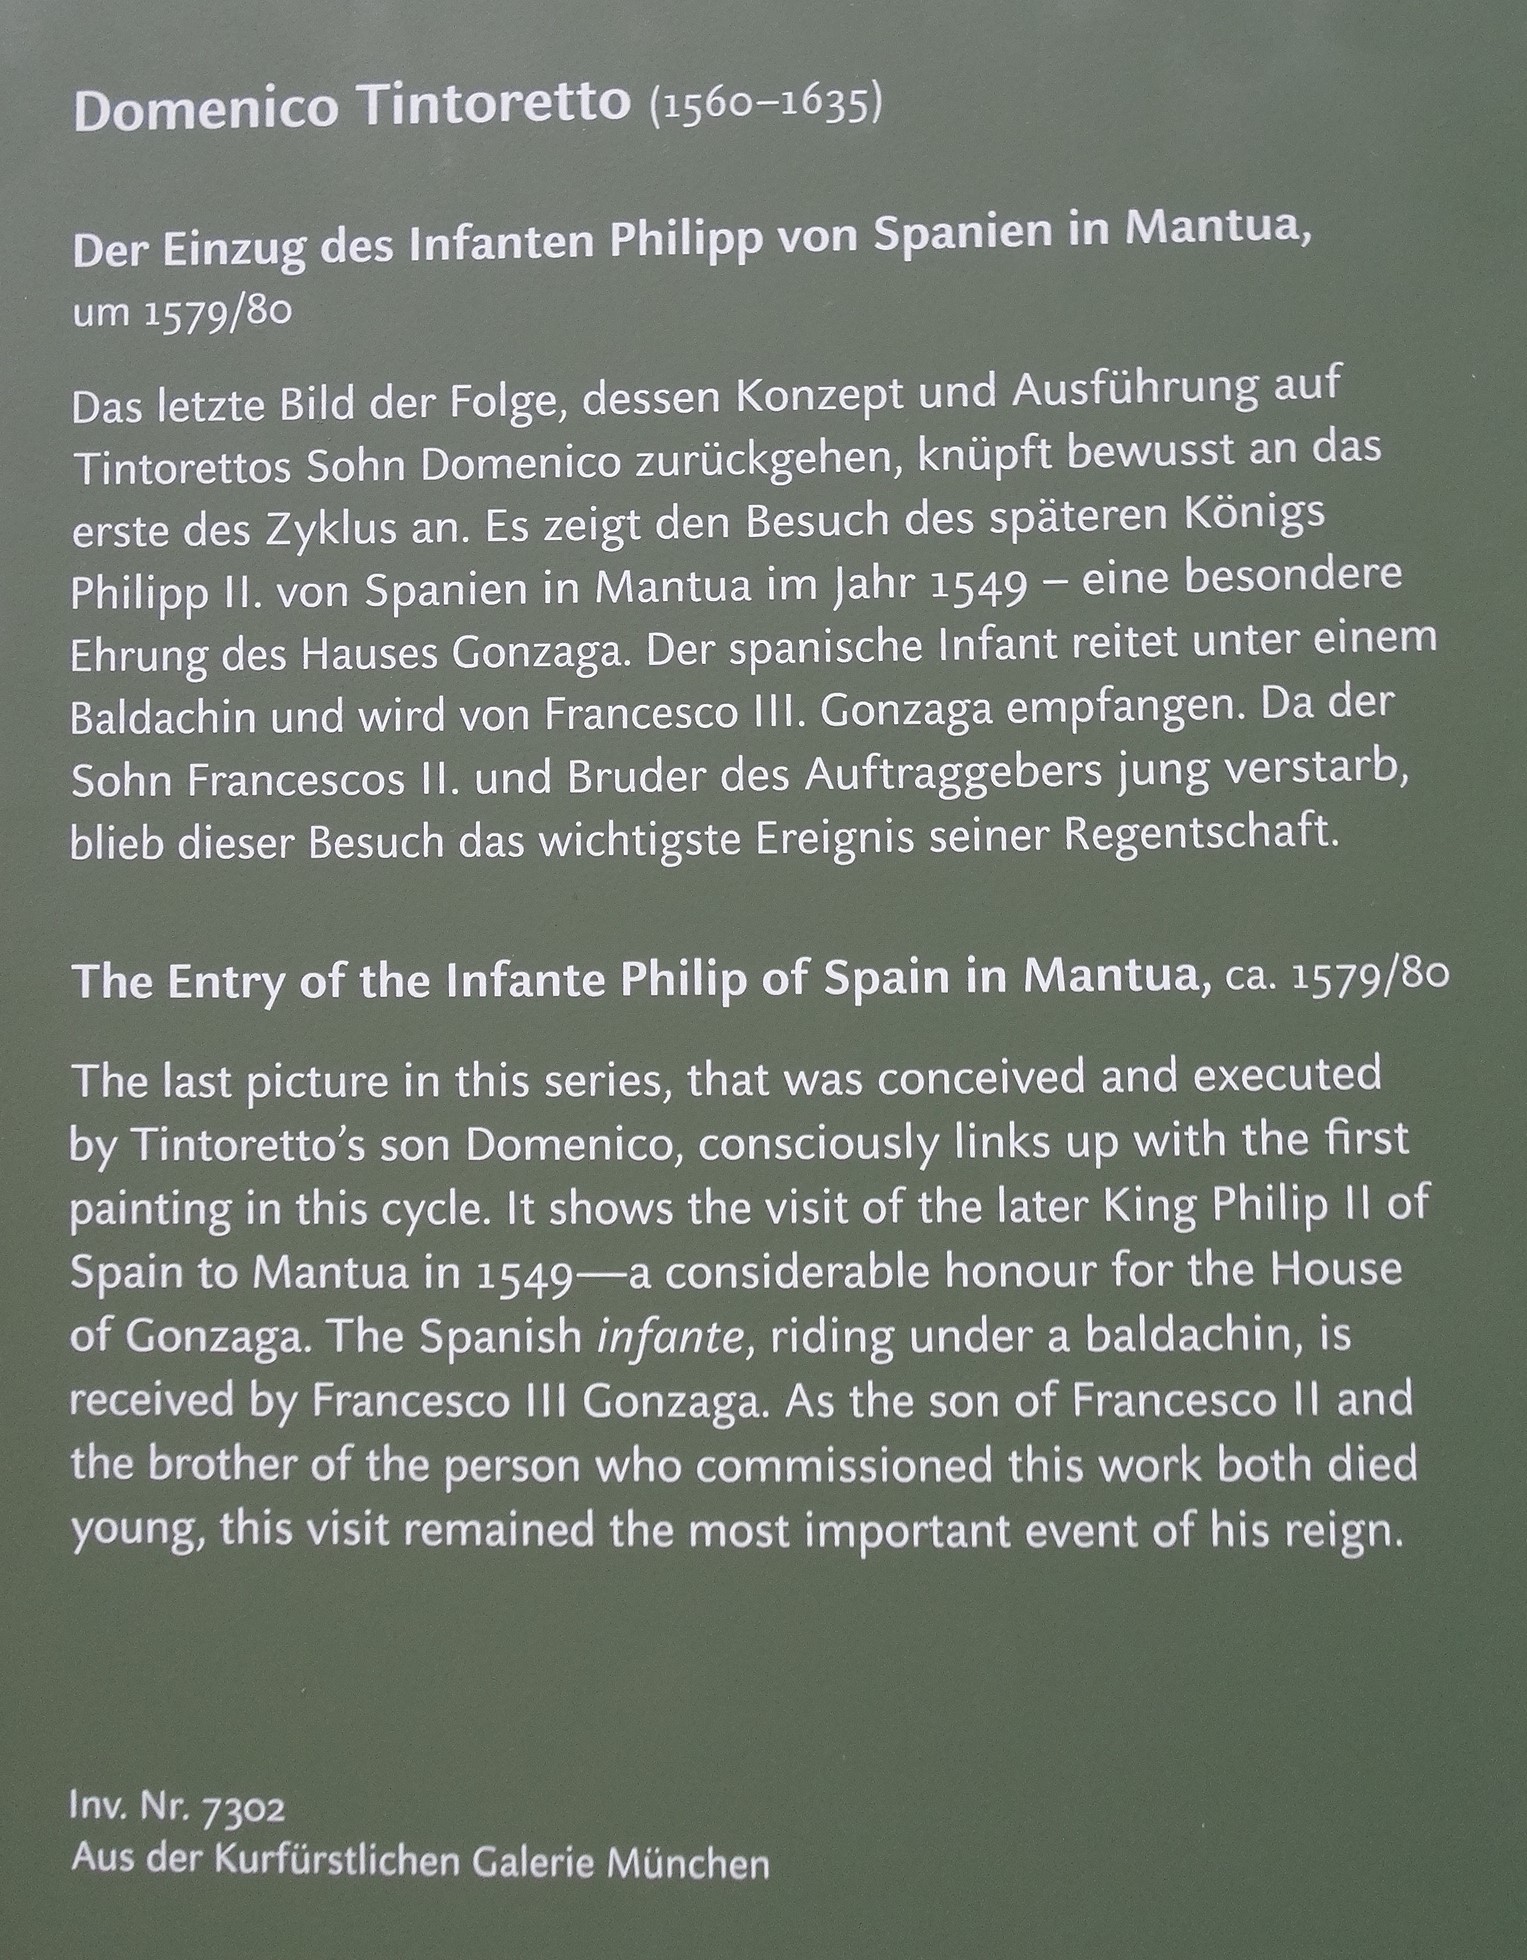 Domenico Tintoretto (1560–1635)
Der Einzug des Infanten Philipp von Spanien in Mantua,
um 1579/80
Das letzte Bild der Folge, dessen Konzept und Ausführung auf
Tintorettos Sohn Domenico zurückgehen, knüpft bewusst an das
erste des Zyklus an. Es zeigt den Besuch des späteren Königs
Philipp II. von Spanien in Mantua im Jahr 1549 – eine besondere
Ehrung des Hauses Gonzaga. Der spanische Infant reitet unter einem
Baldachin und wird von Francesco III. Gonzaga empfangen. Da der
Sohn Francescos II. und Bruder des Auftraggebers jung verstarb,
blieb dieser Besuch das wichtigste Ereignis seiner Regentschaft.
The Entry of the Infante Philip of Spain in Mantua, ca. 1579/80
The last picture in this series, that was conceived and executed
by Tintoretto’s son Domenico, consciously links up with the first
painting in this cycle. It shows the visit of the later King Philip II of
Spain to Mantua in 1549—a considerable honour for the House
of Gonzaga. The Spanish infante, riding under a baldachin, is
received by Francesco III Gonzaga. As the son of Francesco II and
the brother of the person who commissioned this work both died
young, this visit remained the most important event of his reign.
Inv. Nr. 7302
Aus der Kurfürstlichen Galerie München